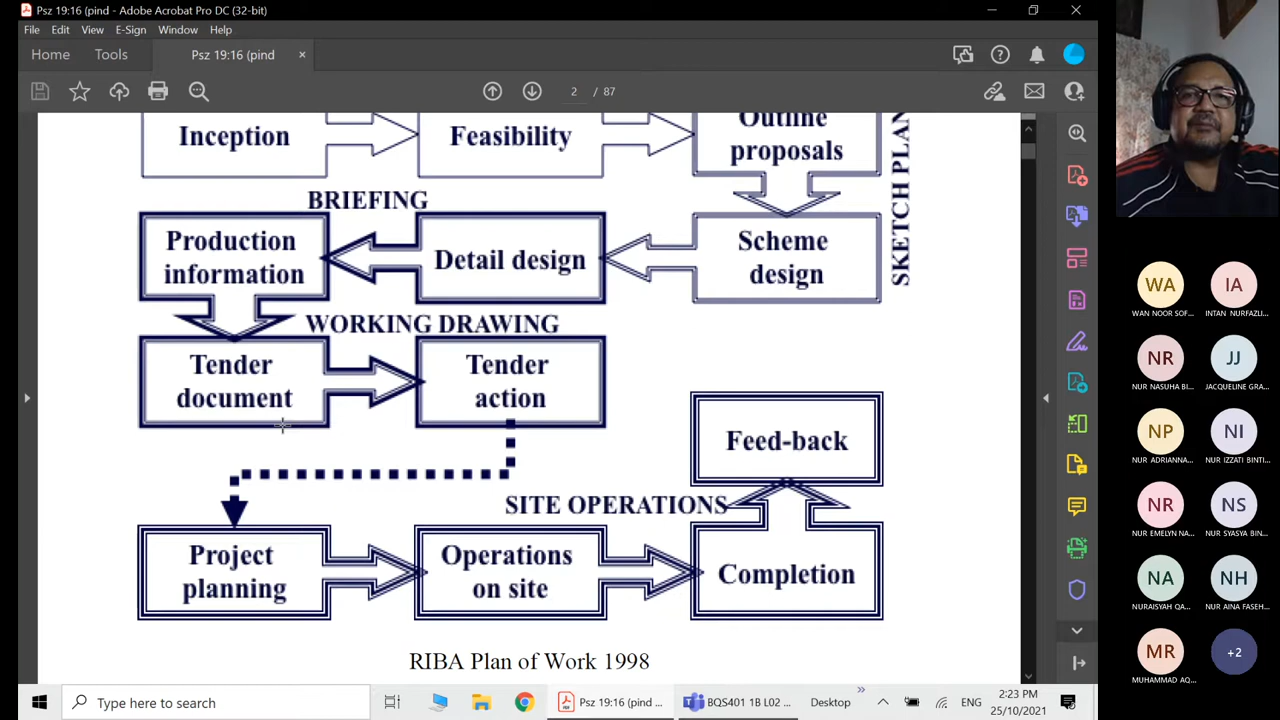 Psz 19:16 (pind - Adobe Acrobat Pro DC (32-bit)
File Edit View E-Sign Window Help
Home Tools Psz 19:16 (pind ×
2 / 87
Inception
Feasibility
Outline
proposals
SKETCH PLAN
BRIEFING
Production
information
Detail design
Scheme
design
WORKING DRAWING
Tender
document
Tender
action
Feed-back
SITE OPERATIONS
Project
planning
Operations
on site
Completion
RIBA Plan of Work 1998
WA
WAN NOOR SOF...
IA
INTAN NURFAZLI...
NR
NUR NASUHA BI...
JJ
JACQUELINE GRA...
NP
NUR ADRIANNA...
NI
NUR IZZATI BINTI...
NR
NUR EMELYN NA...
NS
NUR SYASYA BIN...
NA
NURAISYAH QA...
NH
NUR AINA FASEH...
MR
MUHAMMAD AQ...
+2
Type here to search
Psz 19:16 (pind ...
BQS401 1B L02 ...
Desktop
»
ENG
2:23 PM
25/10/2021